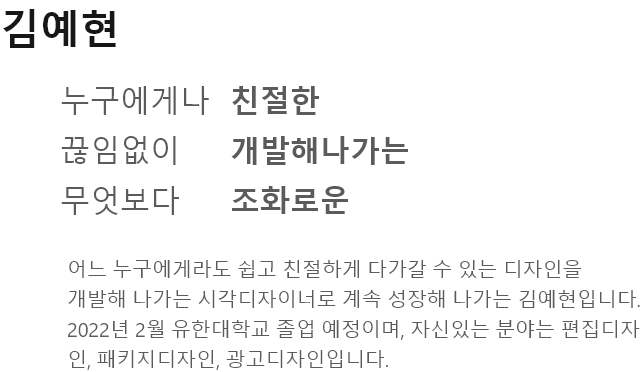 김예현
누구에게나 친절한
끊임없이 개발해나가는
무엇보다 조화로운
어느 누구에게라도 쉽고 친절하게 다가갈 수 있는 디자인을
개발해 나가는 시각디자이너로 계속 성장해 나가는 김예현입니다.
2022년 2월 유한대학교 졸업 예정이며, 자신있는 분야는 편집디자
인, 패키지디자인, 광고디자인입니다.